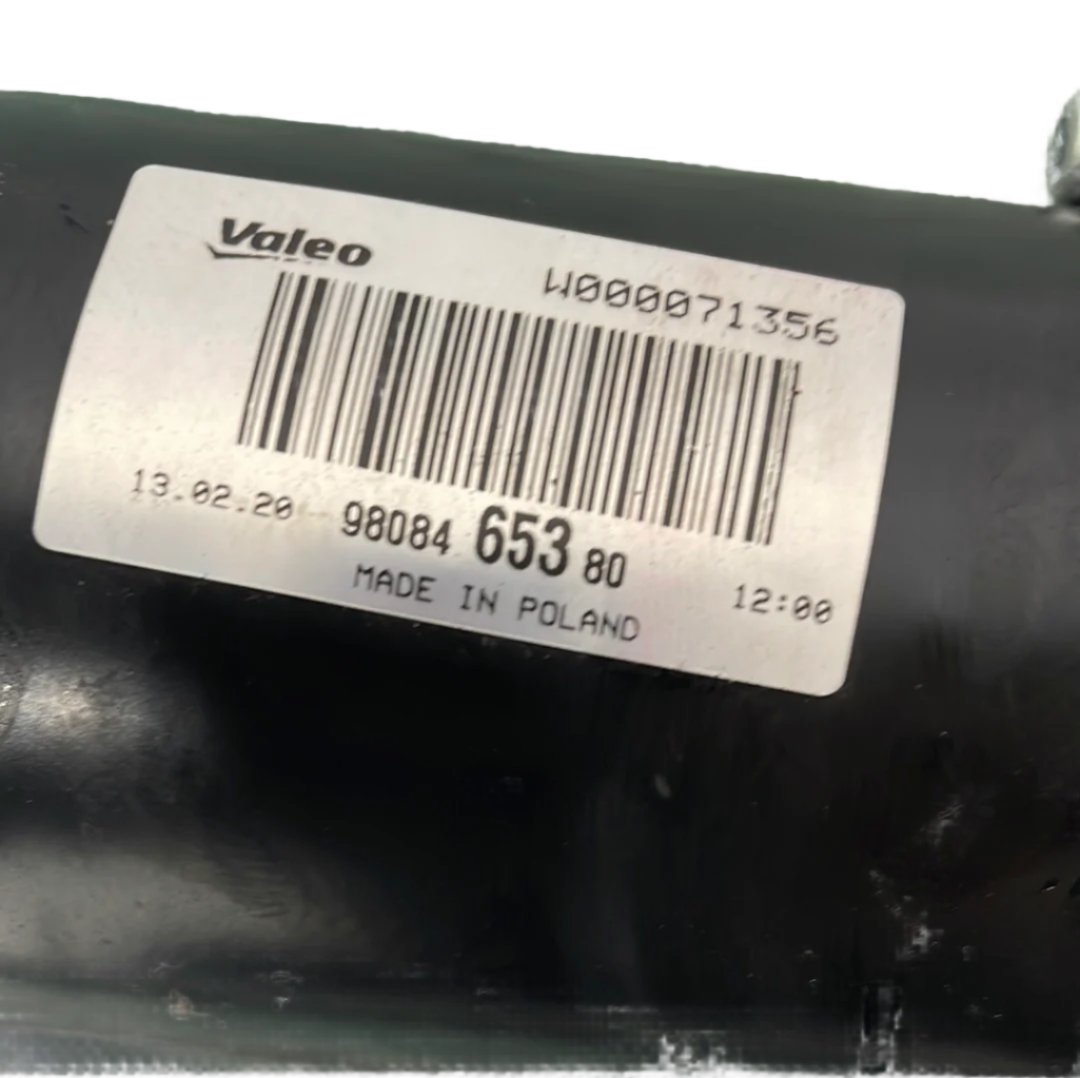 Valeo
W000071356
13.02.20 98084 653 80 12:00
MADE IN POLAND